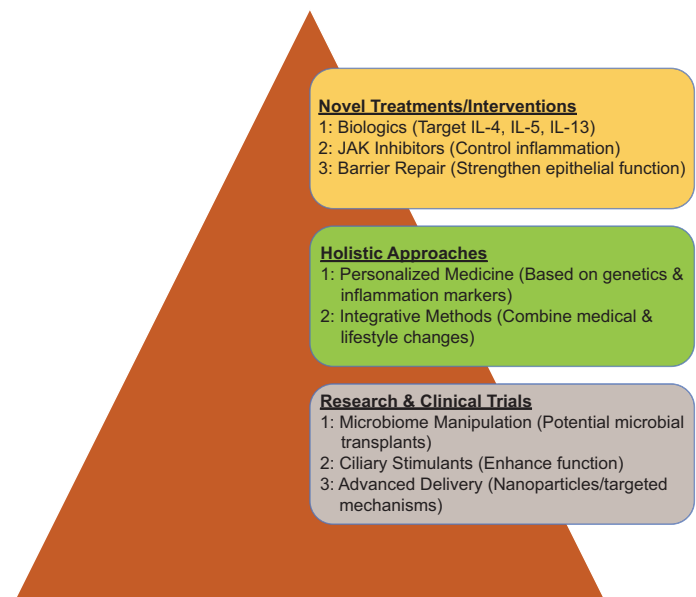 Novel Treatments/Interventions
1: Biologics (Target IL-4, IL-5, IL-13)
2: JAK Inhibitors (Control inflammation)
3: Barrier Repair (Strengthen epithelial function)
Holistic Approaches
1: Personalized Medicine (Based on genetics &
inflammation markers)
2: Integrative Methods (Combine medical &
lifestyle changes)
Research & Clinical Trials
1: Microbiome Manipulation (Potential microbial
transplants)
2: Ciliary Stimulants (Enhance function)
3: Advanced Delivery (Nanoparticles/targeted
mechanisms)